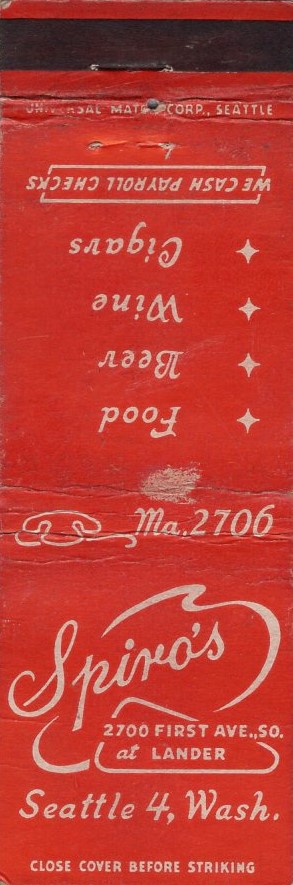 UNIVERSAL MATCH CORP., SEATTLE
Food
Beer
Wine
Cigars
WE CASH PAYROLL CHECKS
Ma. 2706
Spiro's
2700 FIRST AVE., SO.
at LANDER
Seattle 4, Wash.
CLOSE COVER BEFORE STRIKING